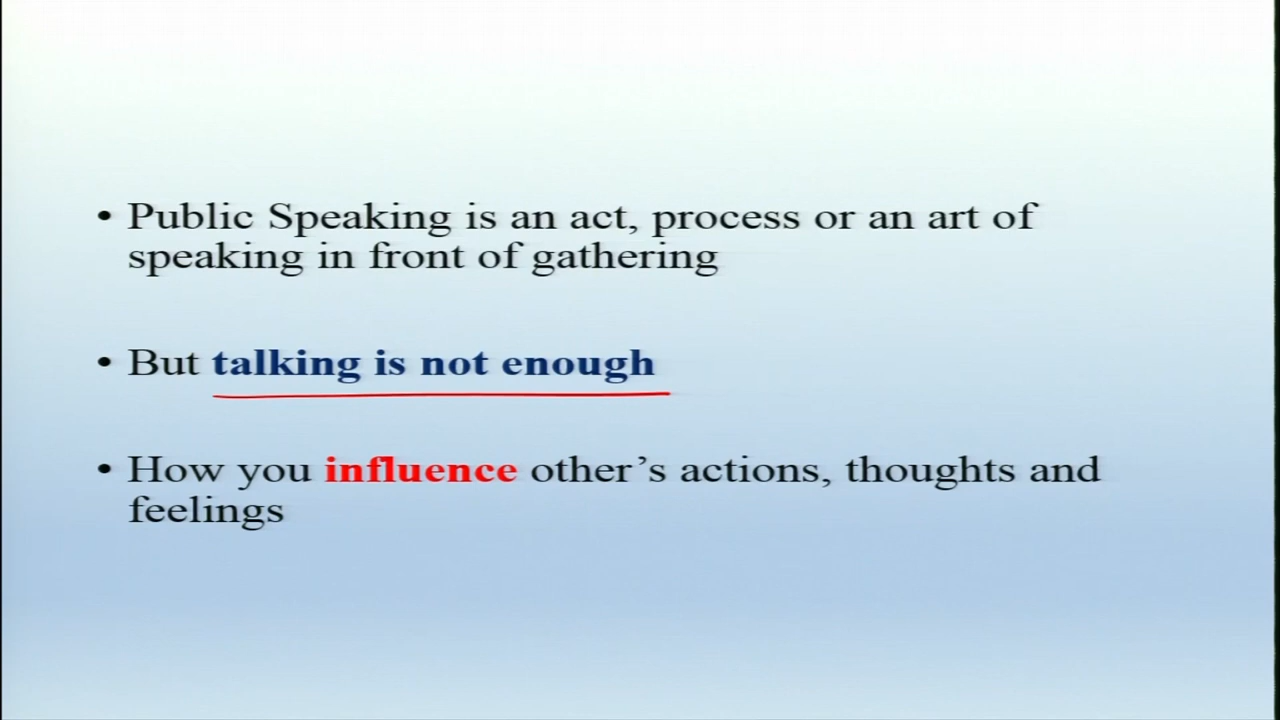 • Public Speaking is an act, process or an art of
speaking in front of gathering
• But talking is not enough
• How you influence other’s actions, thoughts and
feelings